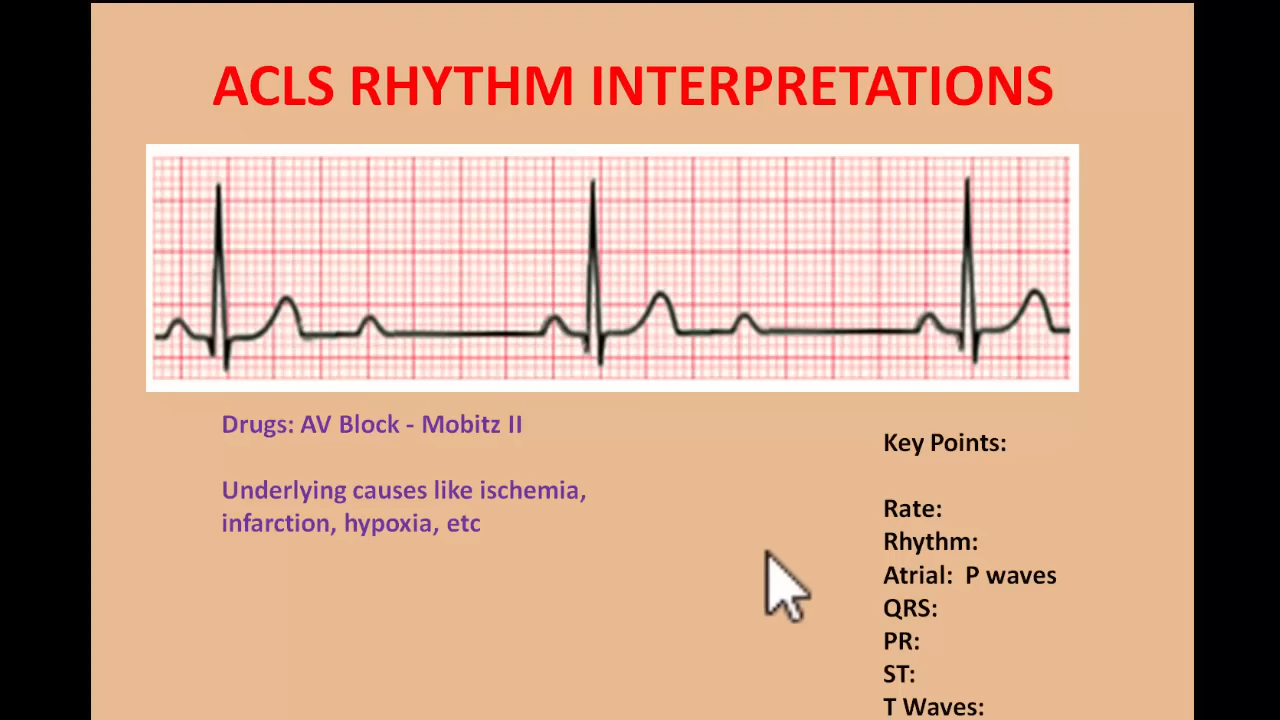 ACLS RHYTHM INTERPRETATIONS
Drugs: AV Block - Mobitz II
Underlying causes like ischemia,
infarction, hypoxia, etc
Key Points:
Rate:
Rhythm:
Atrial: P waves
QRS:
PR:
ST:
T Waves: